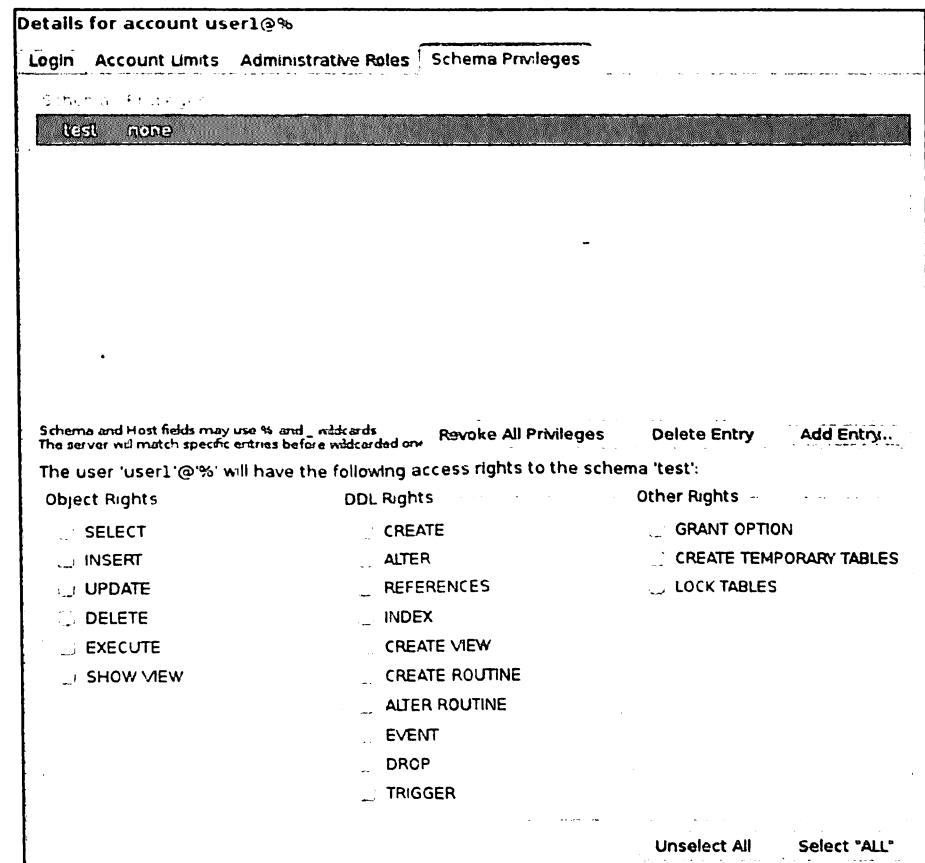 Details for account user1@%
Login Account Limits Administrative Roles Schema Privileges
Schema Privileges
test none
Schema and Host fields may use % and _ wildcards
The server will match specific entries before wildcarded one
Revoke All Privileges Delete Entry Add Entry..
The user 'user1'@'%' will have the following access rights to the schema 'test':
Object Rights DDL Rights Other Rights
SELECT CREATE GRANT OPTION
INSERT ALTER CREATE TEMPORARY TABLES
UPDATE REFERENCES LOCK TABLES
DELETE INDEX
EXECUTE CREATE VIEW
SHOW VIEW CREATE ROUTINE
ALTER ROUTINE
EVENT
DROP
TRIGGER
Unselect All Select "ALL"